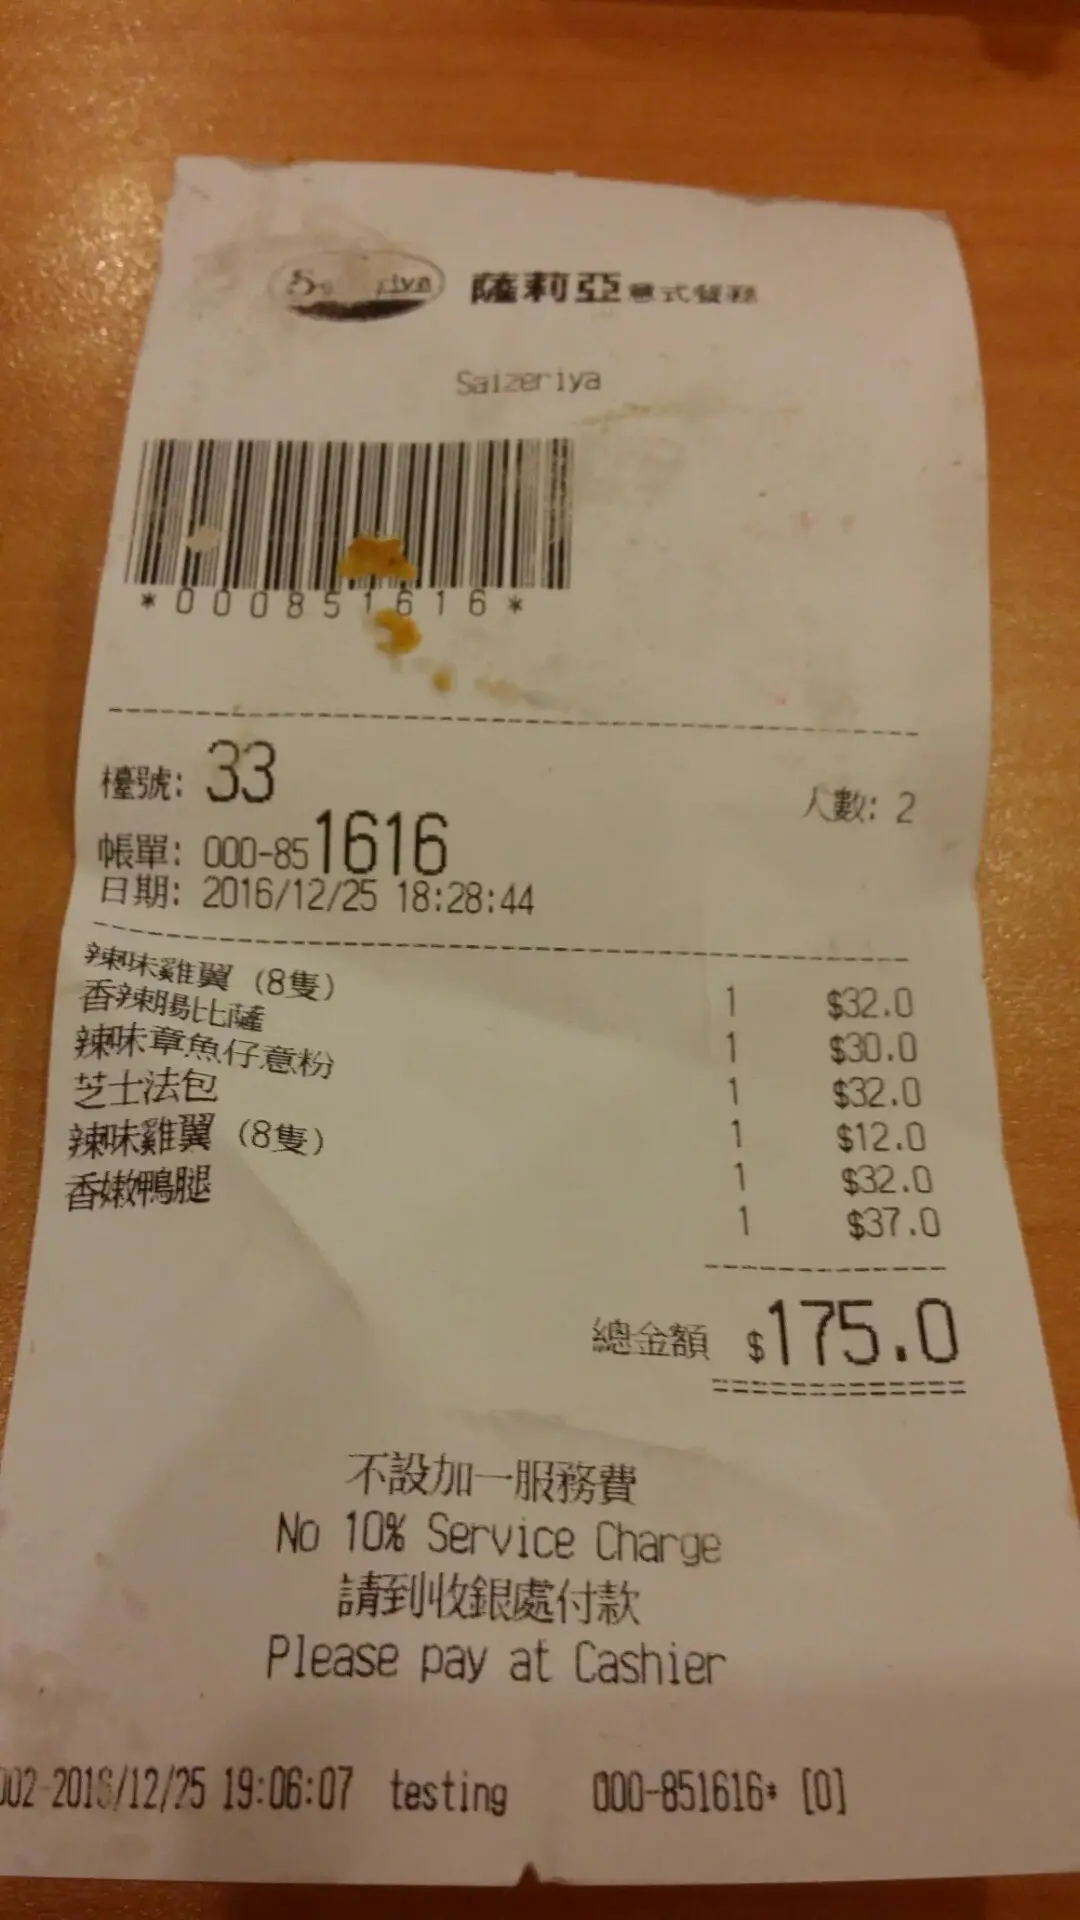 薩莉亞意式餐廳
Saizeriya
*000851616*
檯號: 33
人數: 2
帳單: 000-851616
日期: 2016/12/25 18:28:44
辣味雞翼 (8隻) 1 $32.0
香辣腸比薩 1 $30.0
辣味章魚仔意粉 1 $32.0
芝士法包 1 $12.0
辣味雞翼 (8隻) 1 $32.0
香嫩鴨腿 1 $37.0
總金額 $175.0
不設加一服務費
No 10% Service Charge
請到收銀處付款
Please pay at Cashier
002-2016/12/25 19:06:07 testing 000-851616* [0]